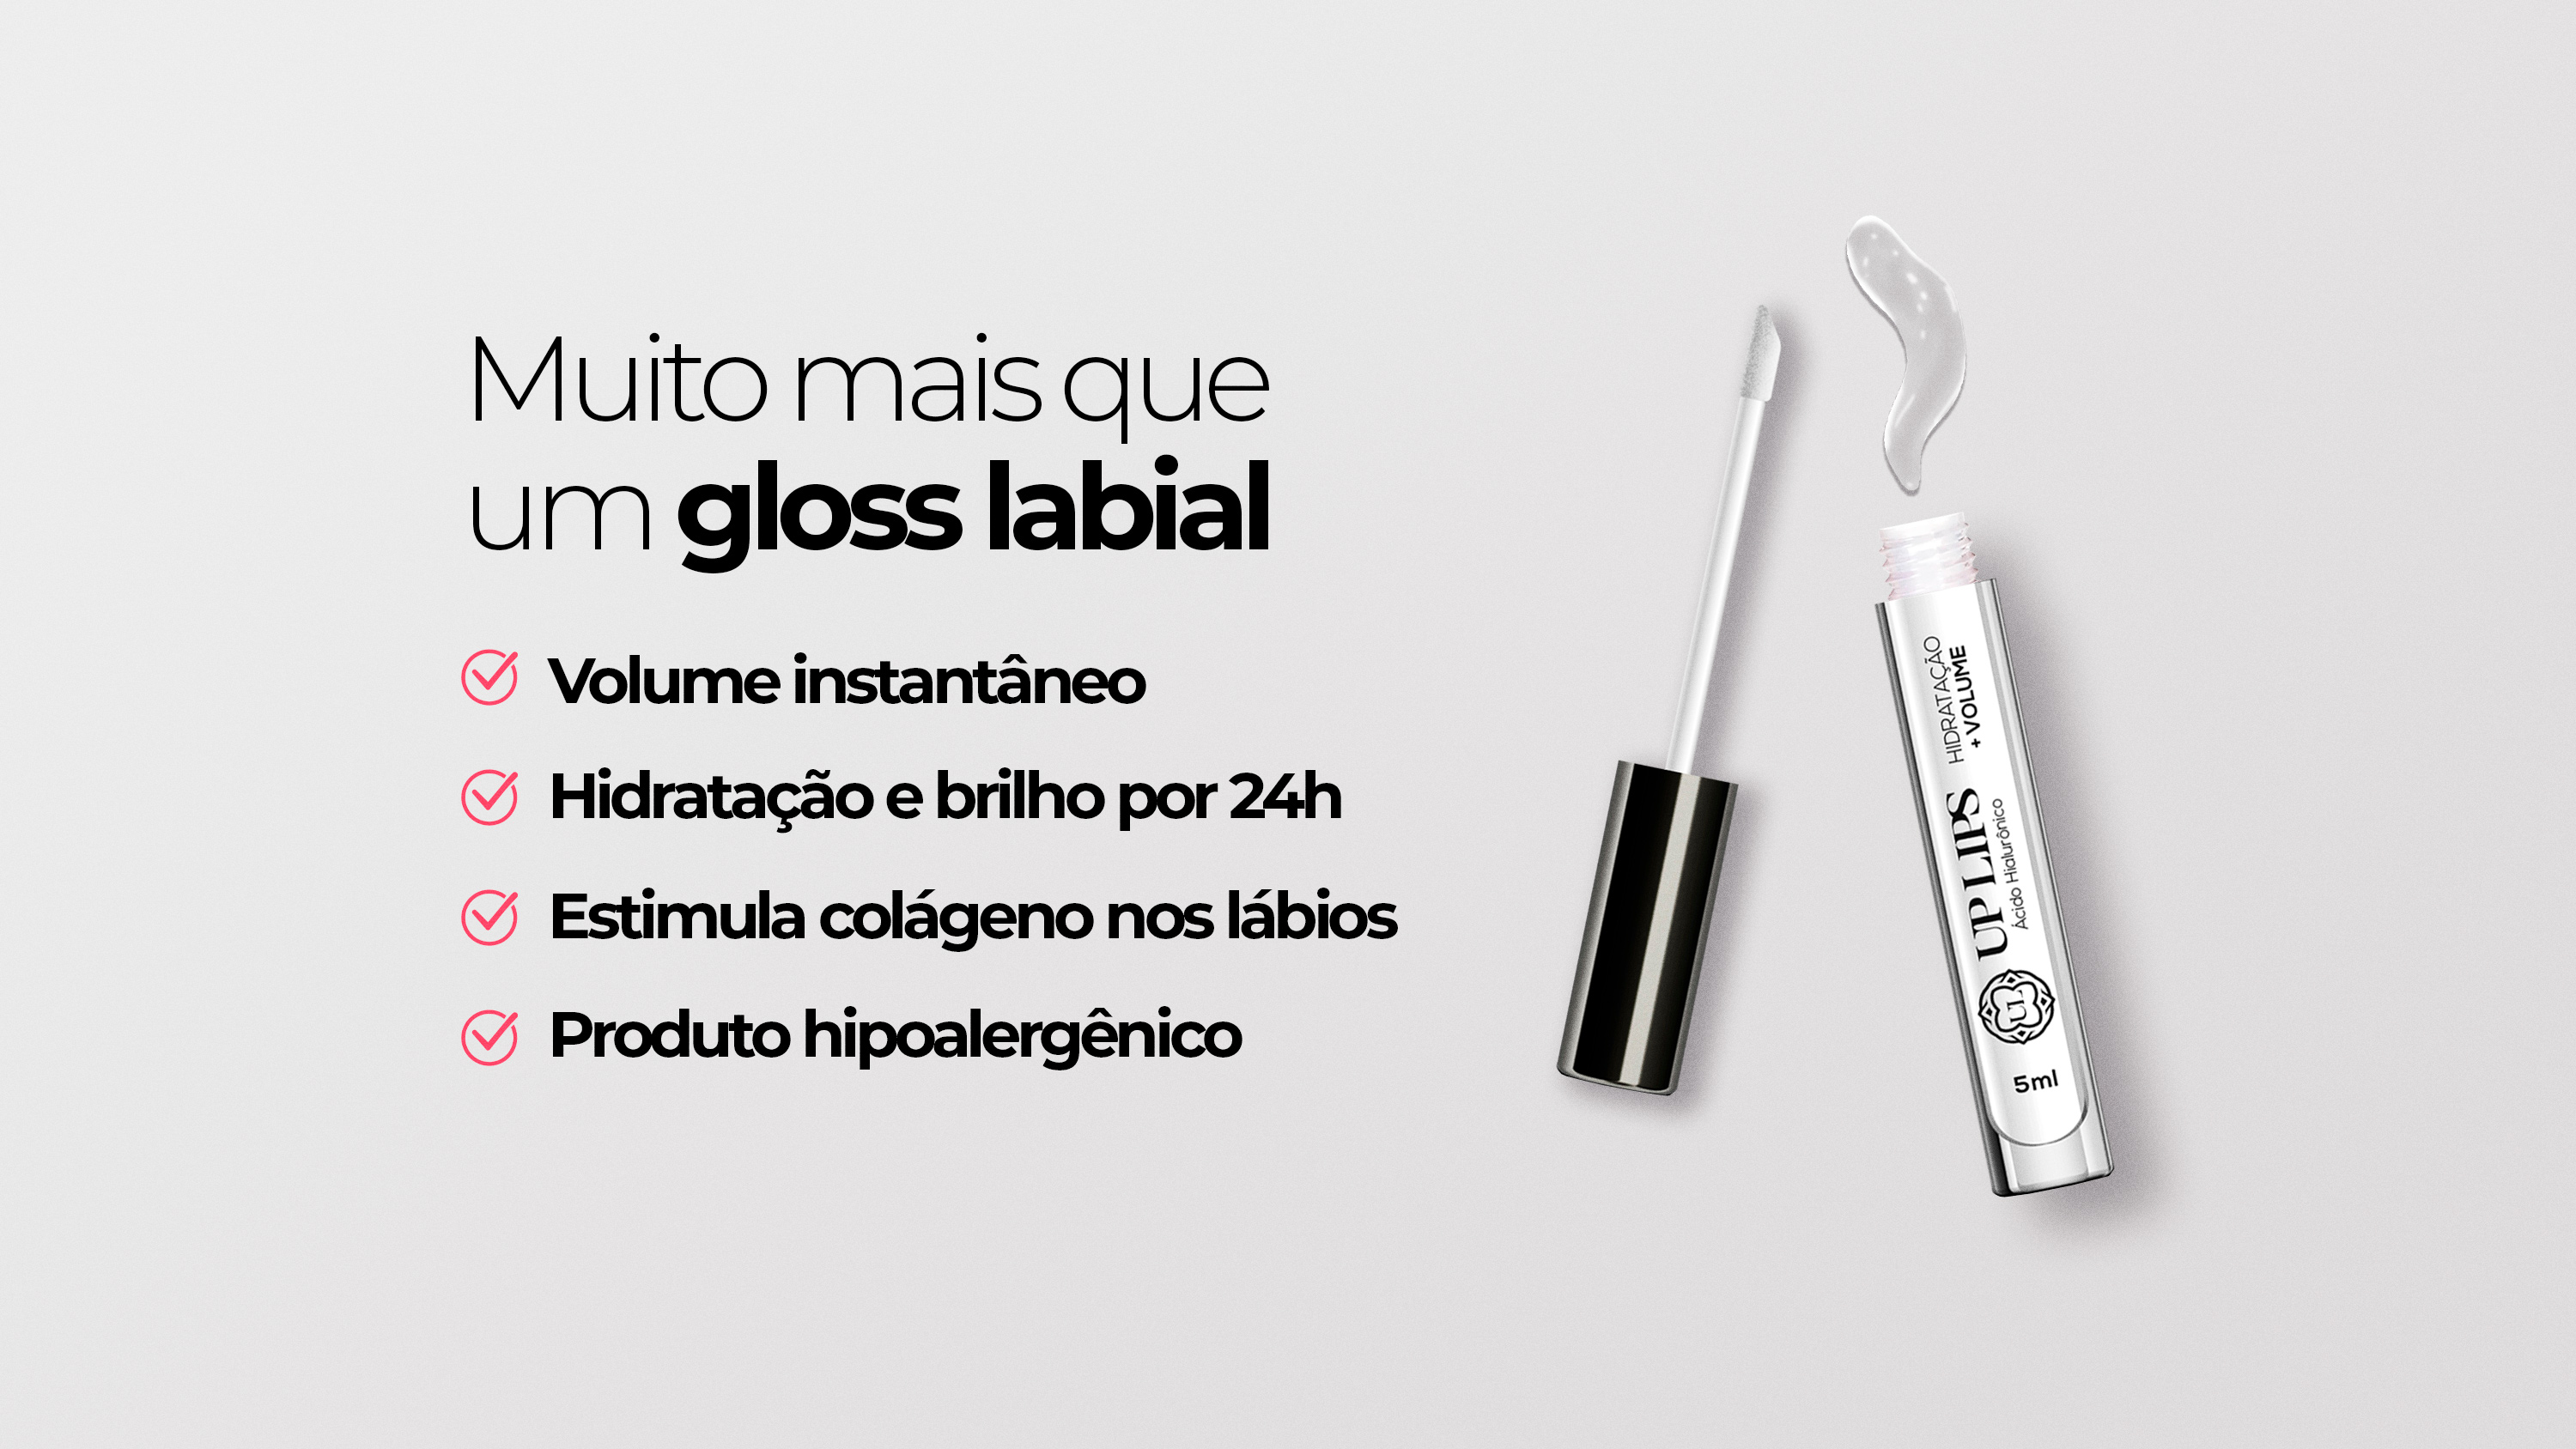 Muito mais que
um gloss labial
Volume instantâneo
Hidratação e brilho por 24h
Estimula colágeno nos lábios
Produto hipoalergênico
UP LIPS
Ácido Hialurônico
HIDRATAÇÃO
+ VOLUME
5ml